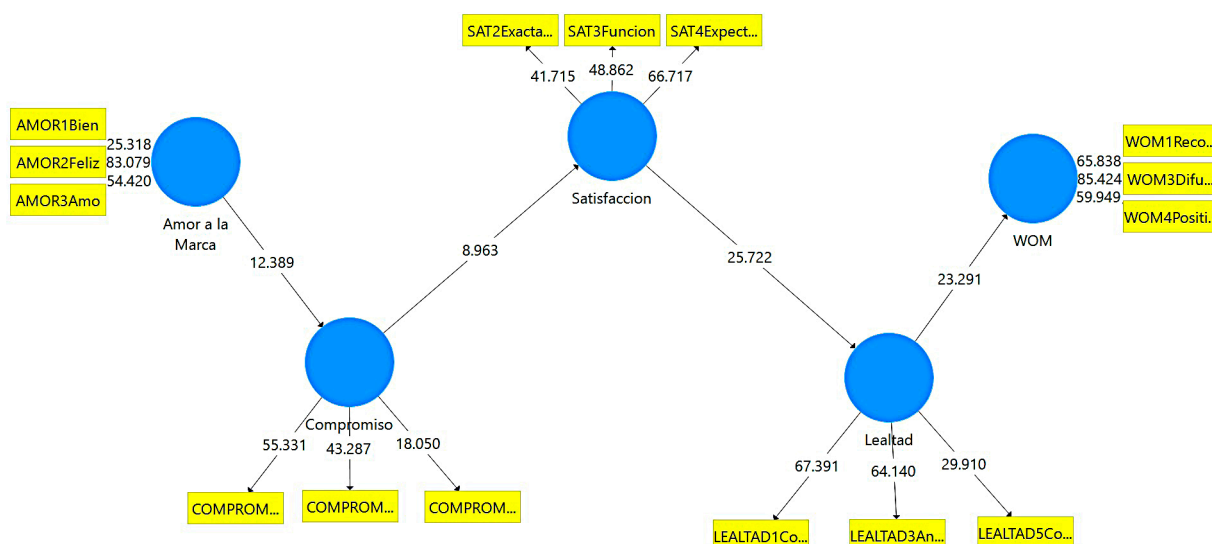 SAT2Exacta...
SAT3Funcion
SAT4Expect...
41.715
48.862
66.717
AMOR1Bien
AMOR2Feliz
AMOR3Amo
25.318
83.079
54.420
Amor a la
Marca
Satisfaccion
WOM1Reco...
WOM3Difu...
WOM4Positi...
65.838
85.424
59.949
WOM
12.389
8.963
25.722
23.291
Compromiso
55.331
43.287
18.050
COMPROM...
COMPROM...
COMPROM...
Lealtad
67.391
64.140
29.910
LEALTAD1Co...
LEALTAD3An...
LEALTAD5Co...